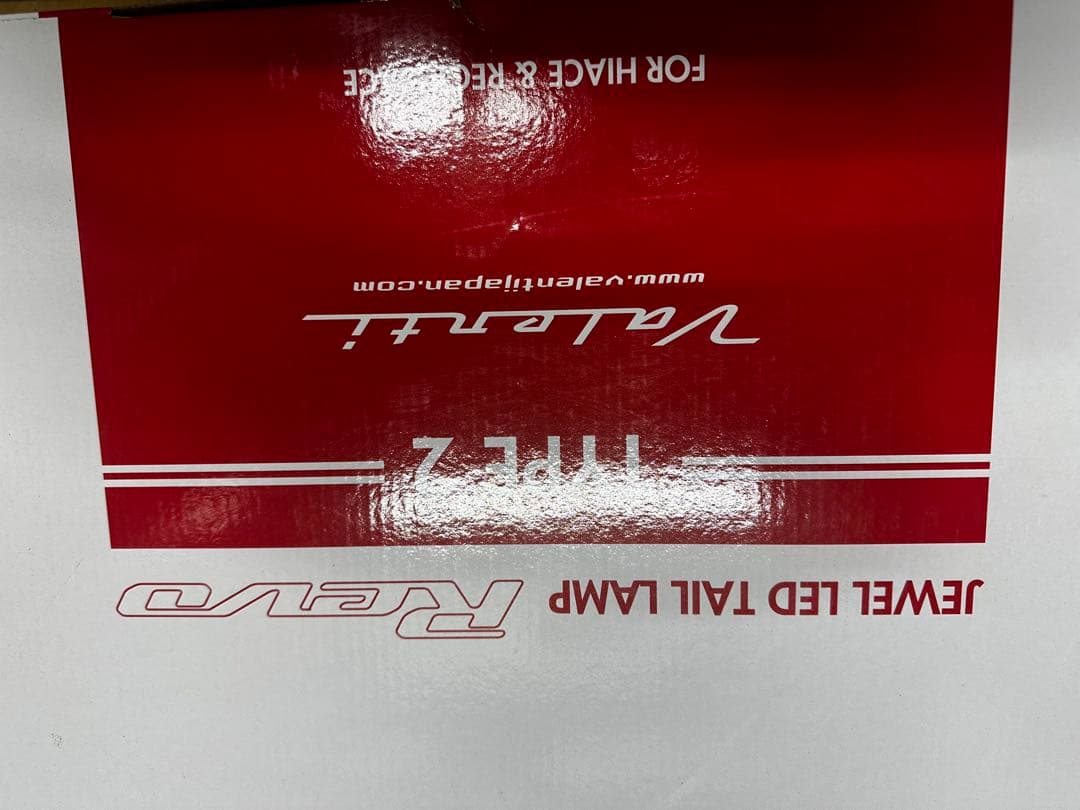 JEWEL LED TAIL LAMP Revo
TYPE 2
Valenti
www.valentijapan.com
FOR HIACE &